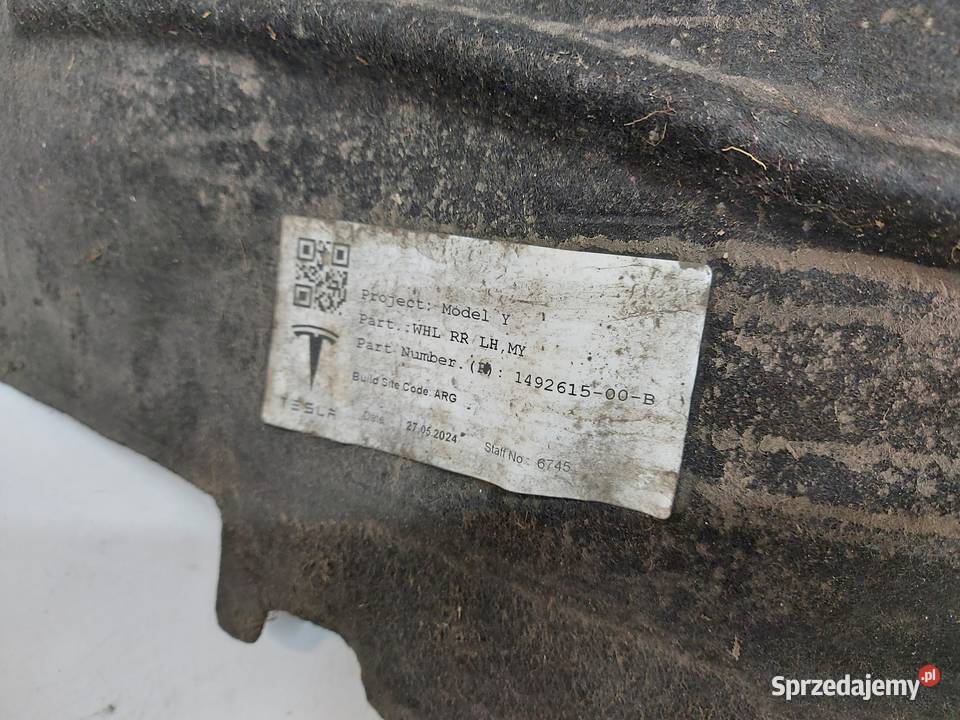 Project: Model Y
Part.:WHL RR LH,MY
Part Number.(P): 1492615-00-B
Build Site Code: ARG
TESLA
Date 27.05.2024 Staff No.: 6745
Sprzedajemy.pl